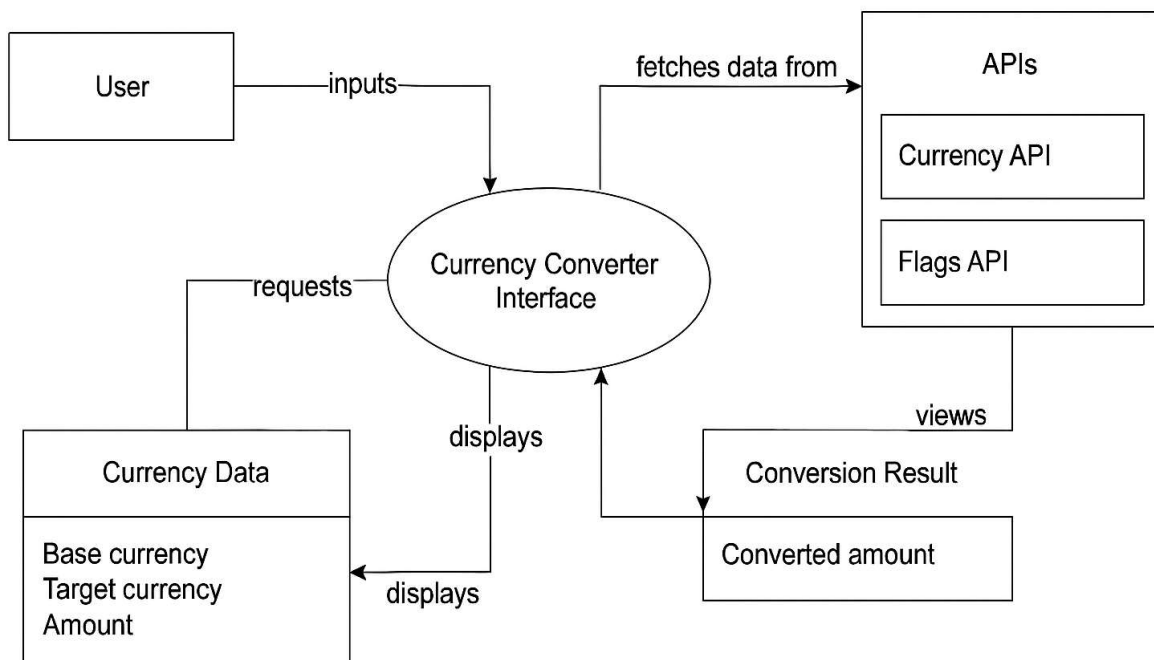 User
inputs
fetches data from
APIs
Currency API
Flags API
Currency Converter
Interface
requests
displays
views
Currency Data
Conversion Result
Base currency
Target currency
Amount
displays
Converted amount